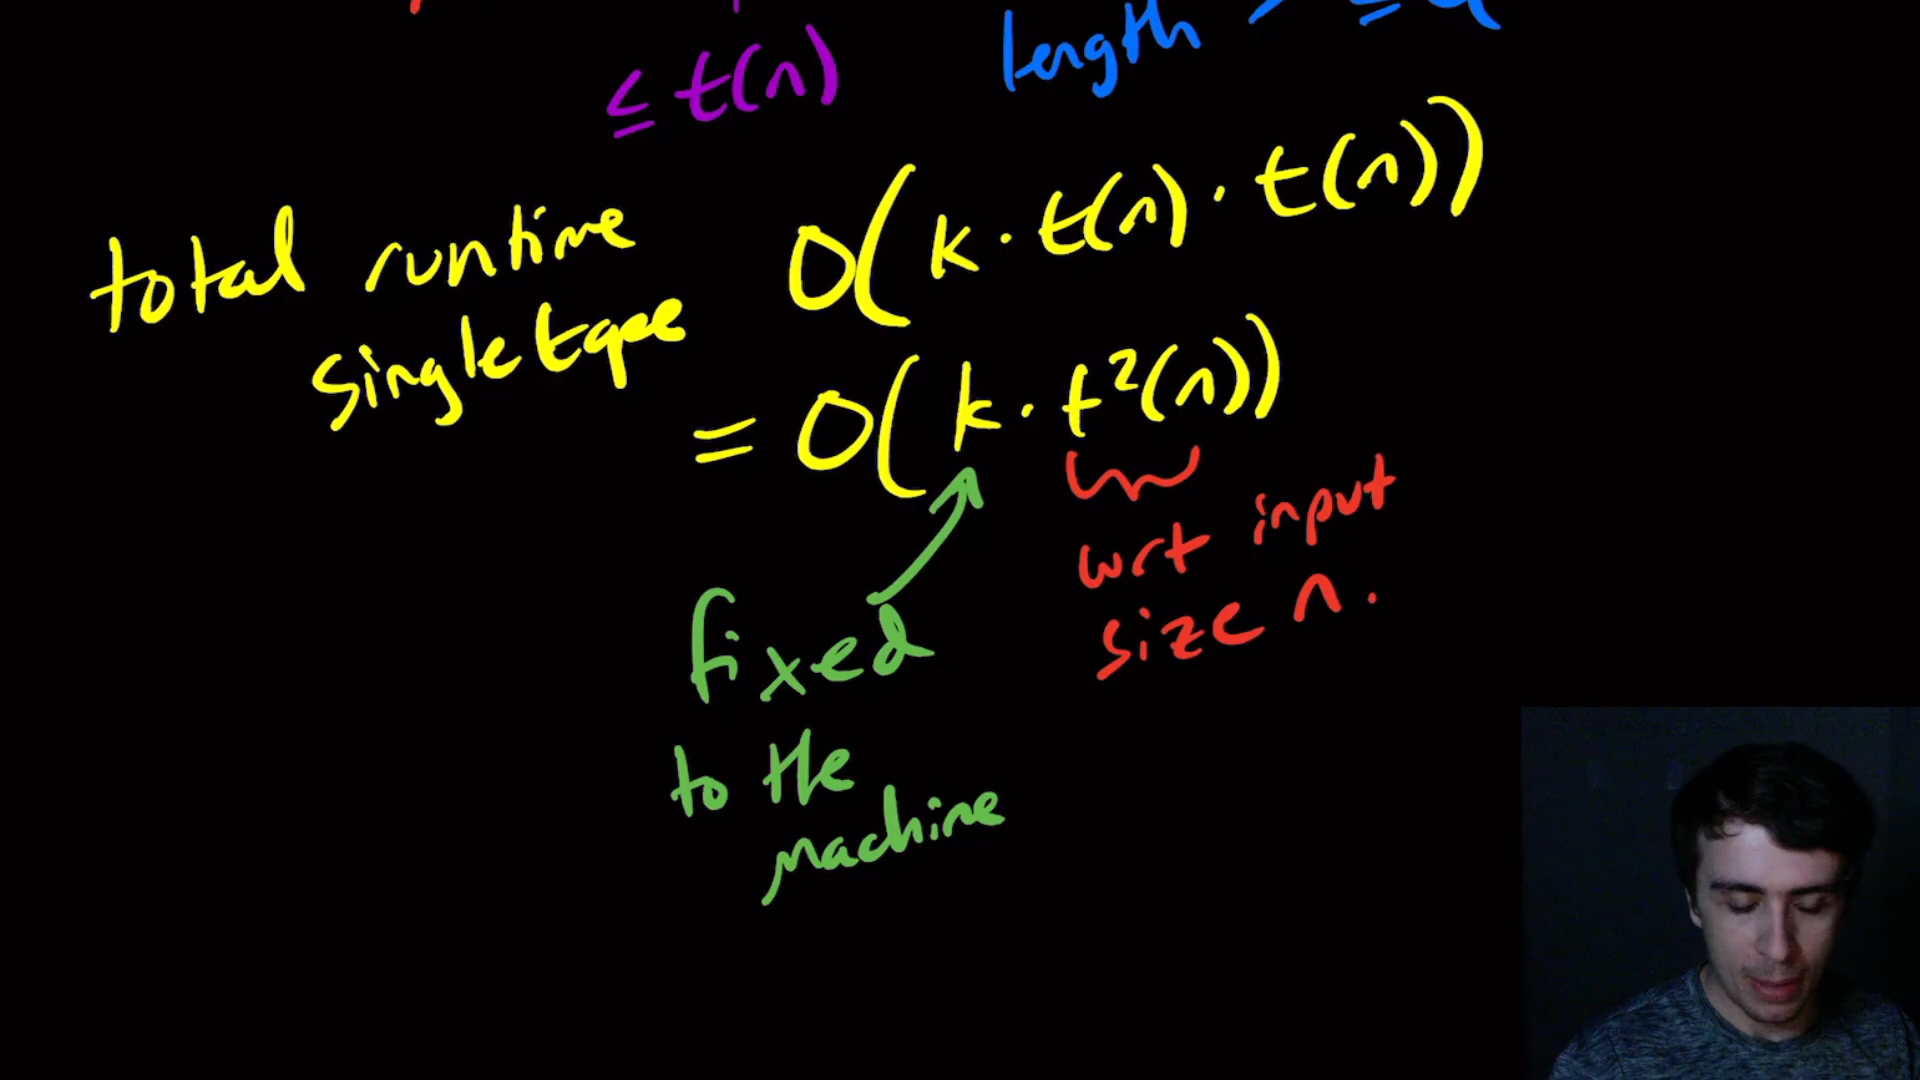 ≤ t(n)
length
total runtime
single tape
O(k · t(n) · t(n))
= O(k · t²(n))
wrt input
size n.
fixed
to the
machine